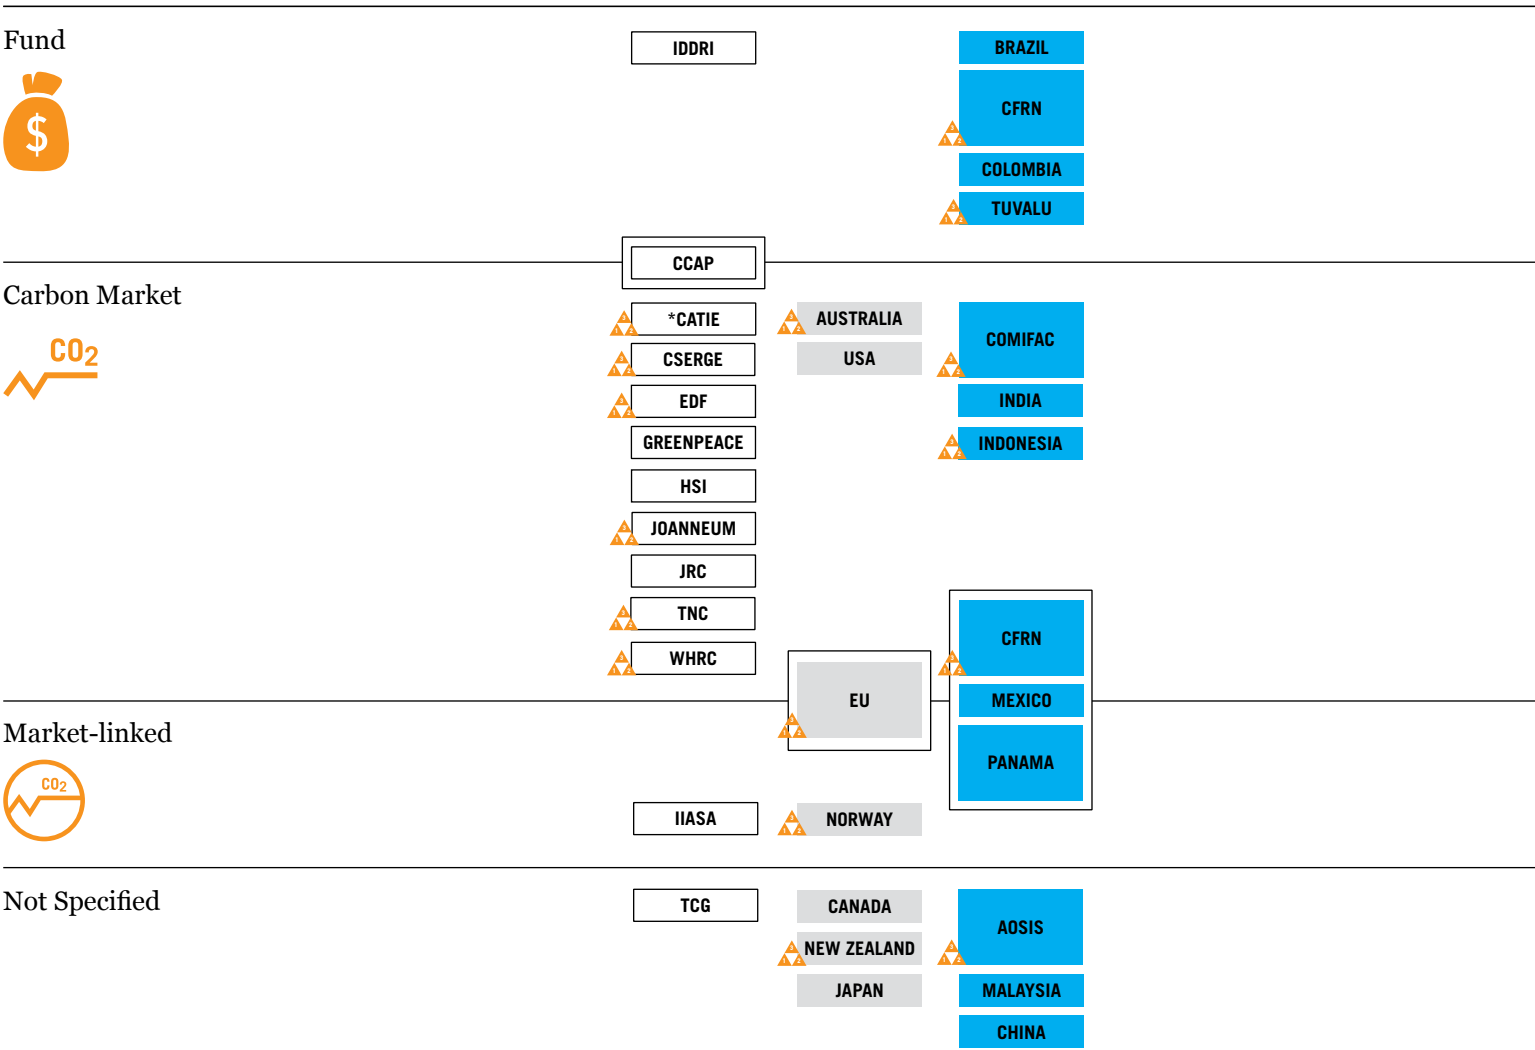 Fund
$
IDDRI
BRAZIL
CFRN
COLOMBIA
TUVALU
CCAP
Carbon Market
CO2
*CATIE
CSERGE
EDF
GREENPEACE
HSI
JOANNEUM
JRC
TNC
WHRC
AUSTRALIA
USA
COMIFAC
INDIA
INDONESIA
EU
CFRN
MEXICO
PANAMA
Market-linked
CO2
IIASA
NORWAY
Not Specified
TCG
CANADA
NEW ZEALAND
JAPAN
AOSIS
MALAYSIA
CHINA